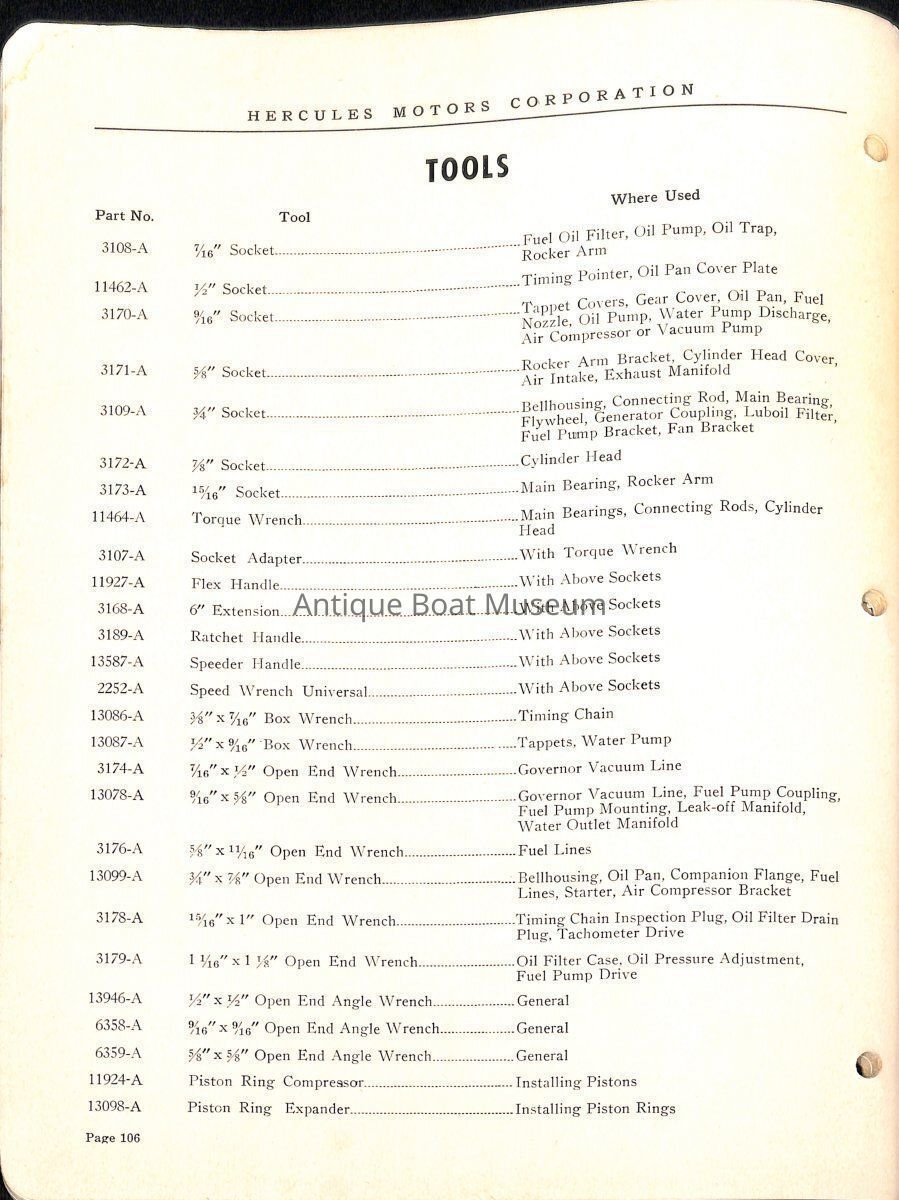 HERCULES MOTORS CORPORATION
TOOLS
Part No. Tool Where Used
3108-A 7/16" Socket Fuel Oil Filter, Oil Pump, Oil Trap,
Rocker Arm
11462-A 1/2" Socket Timing Pointer, Oil Pan Cover Plate
3170-A 9/16" Socket Tappet Covers, Gear Cover, Oil Pan, Fuel
Nozzle, Oil Pump, Water Pump Discharge,
Air Compressor or Vacuum Pump
3171-A 5/8" Socket Rocker Arm Bracket, Cylinder Head Cover,
Air Intake, Exhaust Manifold
3109-A 3/4" Socket Bellhousing, Connecting Rod, Main Bearing,
Flywheel, Generator Coupling, Luboil Filter,
Fuel Pump Bracket, Fan Bracket
3172-A 7/8" Socket Cylinder Head
3173-A 15/16" Socket Main Bearing, Rocker Arm
11464-A Torque Wrench Main Bearings, Connecting Rods, Cylinder
Head
3107-A Socket Adapter With Torque Wrench
11927-A Flex Handle With Above Sockets
3168-A 6" Extension With Above Sockets
Antique Boat Museum
3189-A Ratchet Handle With Above Sockets
13587-A Speeder Handle With Above Sockets
2252-A Speed Wrench Universal With Above Sockets
13086-A 3/8" x 7/16" Box Wrench Timing Chain
13087-A 1/2" x 9/16" Box Wrench Tappets, Water Pump
3174-A 7/16" x 1/2" Open End Wrench Governor Vacuum Line
13078-A 9/16" x 5/8" Open End Wrench Governor Vacuum Line, Fuel Pump Coupling,
Fuel Pump Mounting, Leak-off Manifold,
Water Outlet Manifold
3176-A 5/8" x 11/16" Open End Wrench Fuel Lines
13099-A 3/4" x 7/8" Open End Wrench Bellhousing, Oil Pan, Companion Flange, Fuel
Lines, Starter, Air Compressor Bracket
3178-A 15/16" x 1" Open End Wrench Timing Chain Inspection Plug, Oil Filter Drain
Plug, Tachometer Drive
3179-A 1 1/16" x 1 1/8" Open End Wrench Oil Filter Case, Oil Pressure Adjustment,
Fuel Pump Drive
13946-A 1/2" x 1/2" Open End Angle Wrench General
6358-A 9/16" x 9/16" Open End Angle Wrench General
6359-A 5/8" x 5/8" Open End Angle Wrench General
11924-A Piston Ring Compressor Installing Pistons
13098-A Piston Ring Expander Installing Piston Rings
Page 106